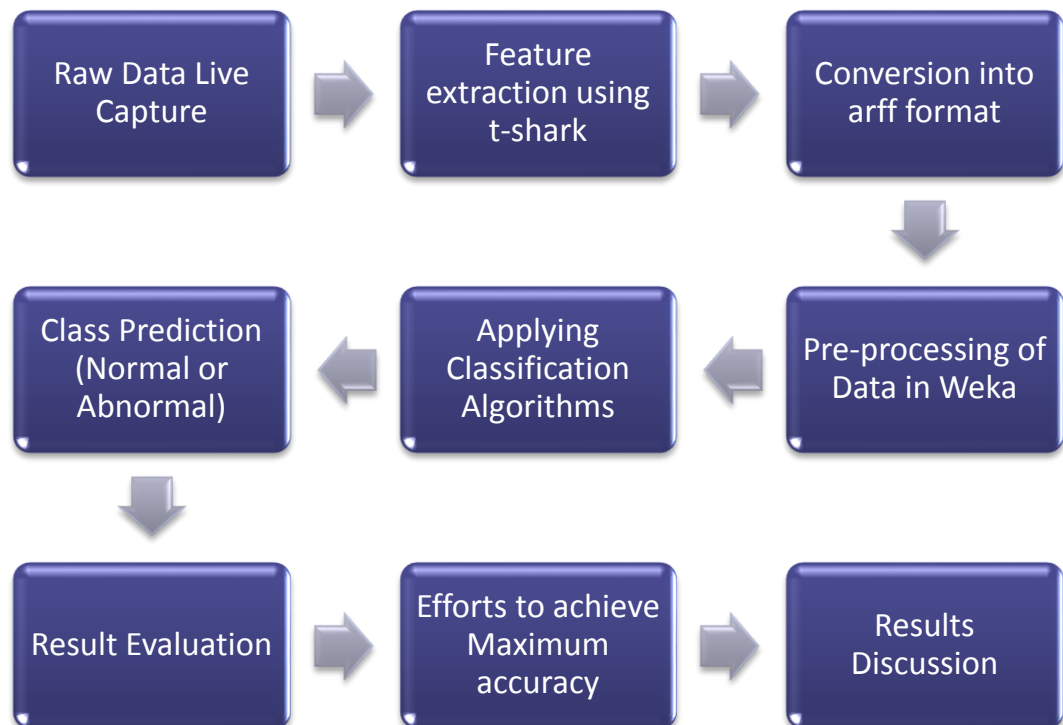 Raw Data Live
Capture
Feature
extraction using
t-shark
Conversion into
arff format
Pre-processing of
Data in Weka
Applying
Classification
Algorithms
Class Prediction
(Normal or
Abnormal)
Result Evaluation
Efforts to achieve
Maximum
accuracy
Results
Discussion